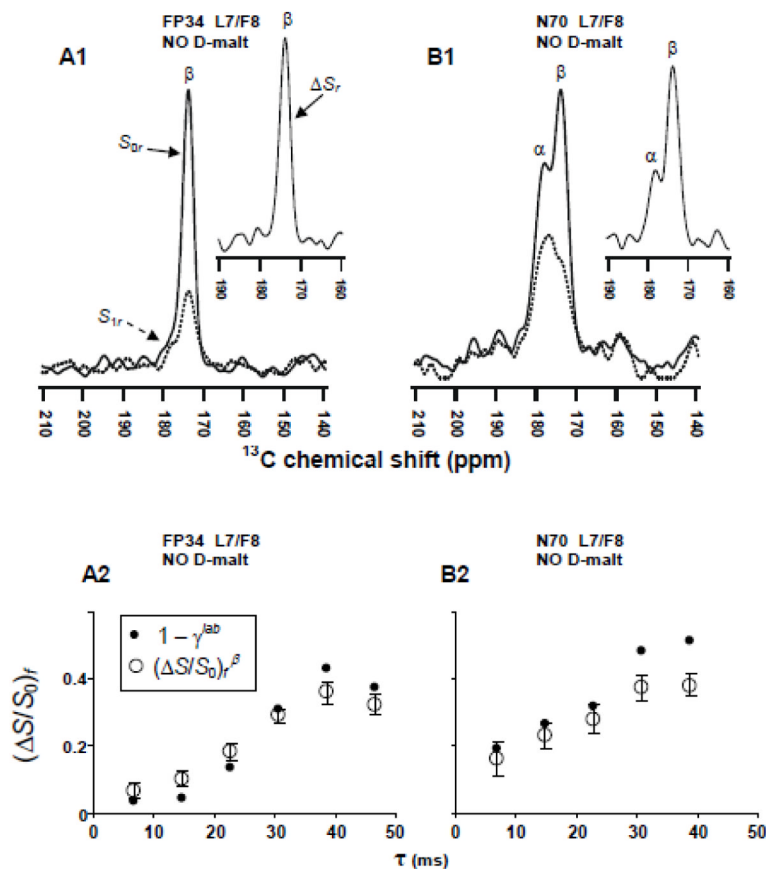 FP34 L7/F8
NO D-malt
A1
β
β
S0r
ΔSr
S1r
190
180
170
160
210
200
190
180
170
160
150
140
N70 L7/F8
NO D-malt
B1
β
β
α
α
190
180
170
160
210
200
190
180
170
160
150
140
13C chemical shift (ppm)
FP34 L7/F8
NO D-malt
A2
1 − γlab
(ΔS/S0)rβ
(ΔS/S0)f
0.4
0.2
0
0
10
20
30
40
50
N70 L7/F8
NO D-malt
B2
0
10
20
30
40
50
τ (ms)